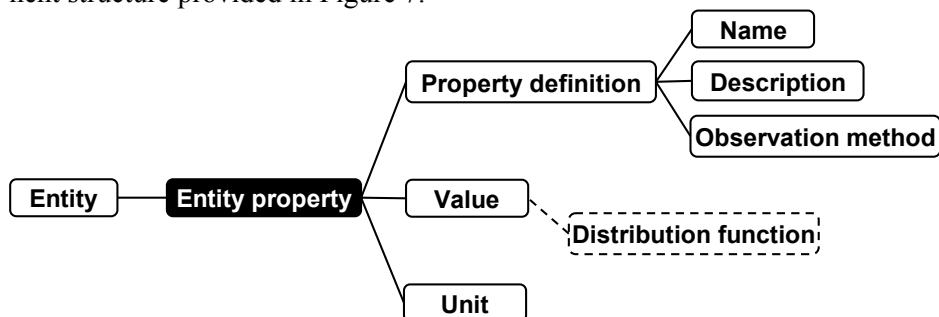 nent structure provided in Figure 7.
Name
Property definition
Description
Observation method
Entity
Entity property
Value
Distribution function
Unit